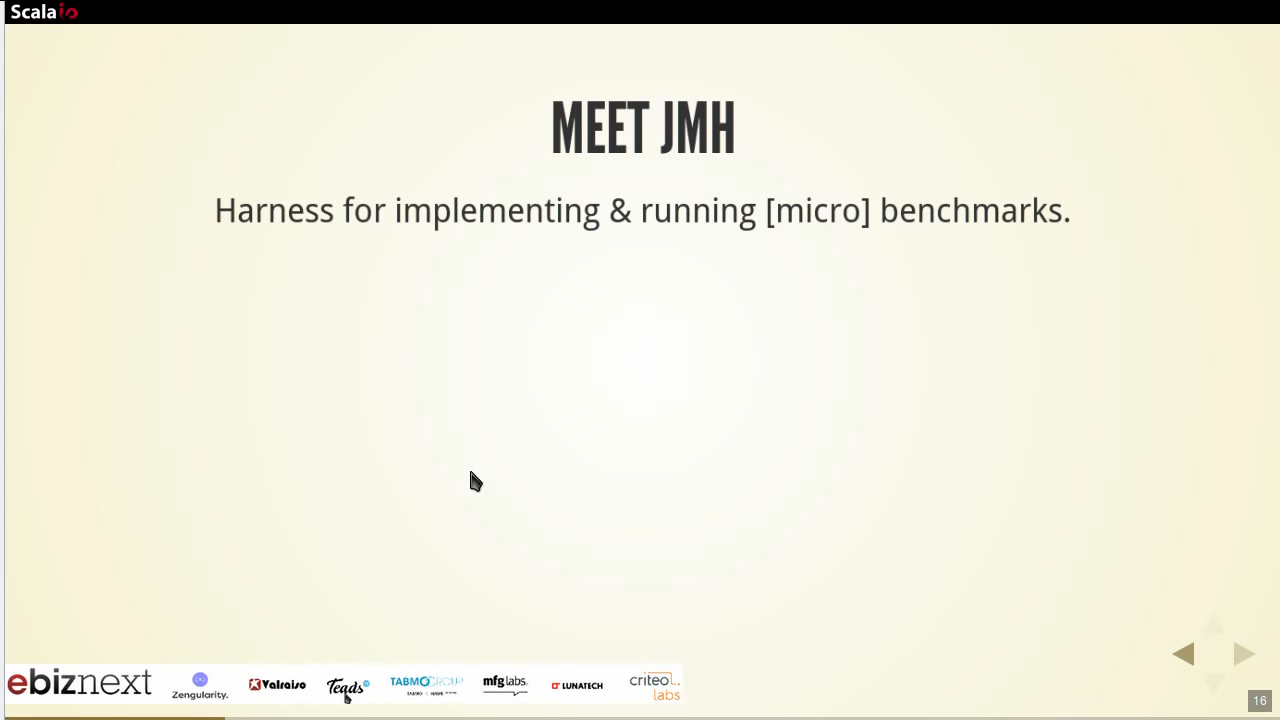 Scalaio
MEET JMH
Harness for implementing & running [micro] benchmarks.
ebiznext
Zengularity.
Valraiso
Teads
TABMO GROUP
mfg labs.
LUNATECH
criteo labs
16